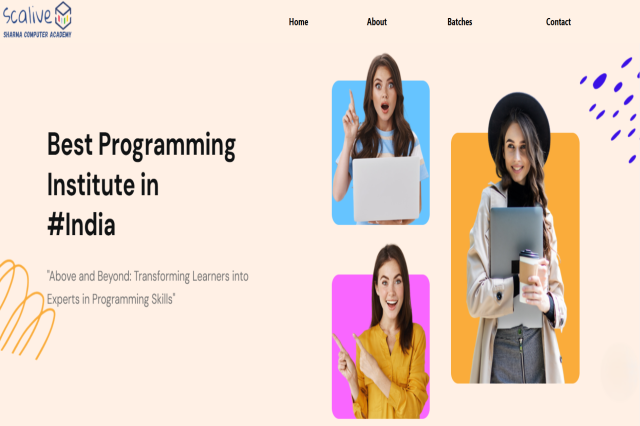 Scalive
SHARMA COMPUTER ACADEMY
Home About Batches Contact
Best Programming
Institute in
#India
"Above and Beyond: Transforming Learners into
Experts in Programming Skills"